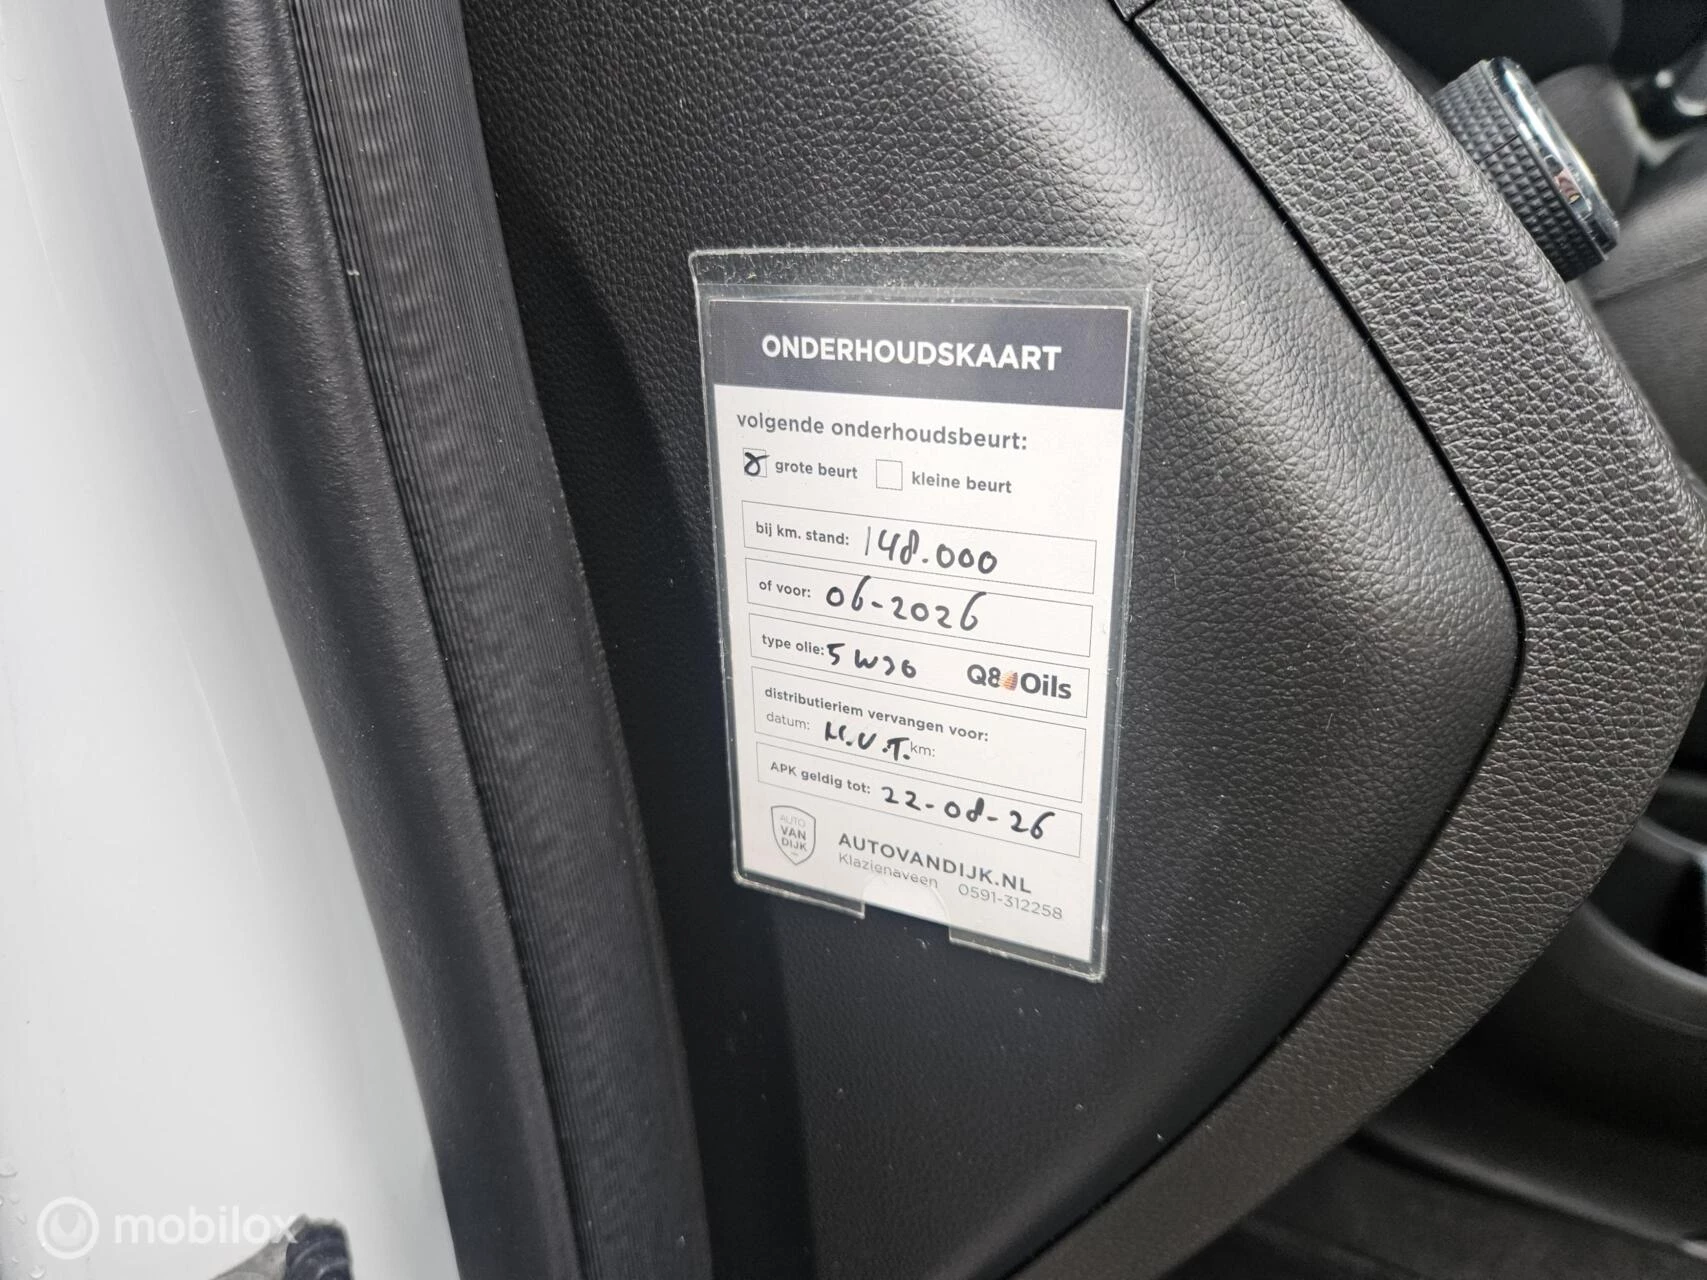 ONDERHOUDSKAART
volgende onderhoudsbeurt:
grote beurt kleine beurt
bij km. stand: 148.000
of voor: 06-2026
type olie: 5W30 Q8 Oils
distributieriem vervangen voor:
datum: N.V.T. km:
APK geldig tot: 22-08-26
AUTO
VAN
DIJK
AUTOVANDIJK.NL
Klazienaveen 0591-312258
mobilox